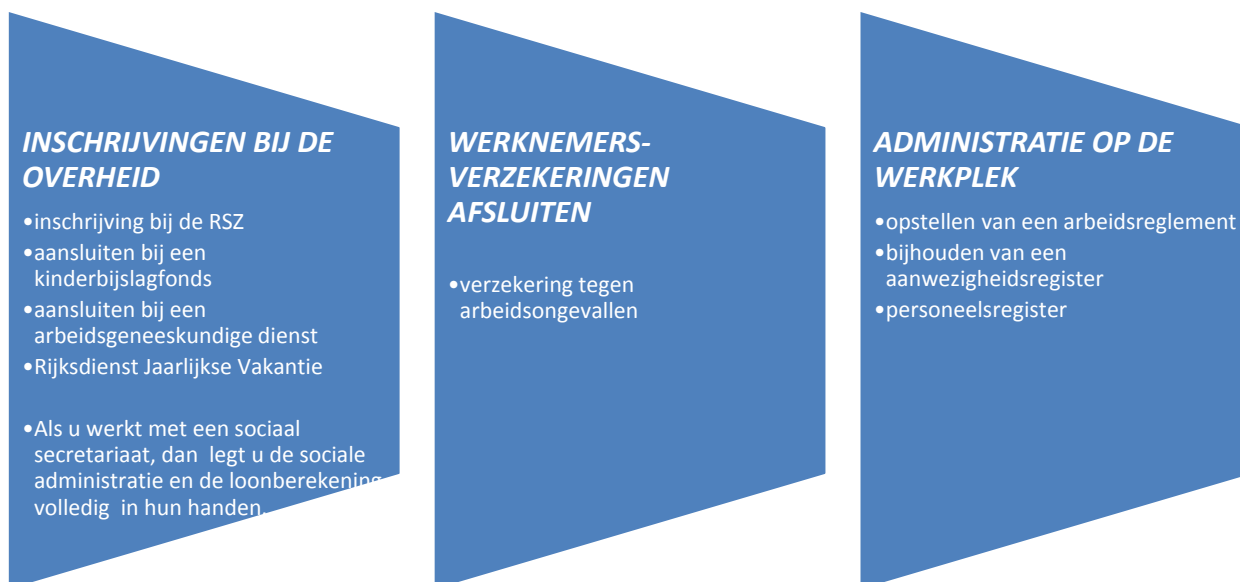 INSCHRIJVINGEN BIJ DE
OVERHEID
•inschrijving bij de RSZ
•aansluiten bij een
kinderbijslagfonds
•aansluiten bij een
arbeidsgeneeskundige dienst
•Rijksdienst Jaarlijkse Vakantie
•Als u werkt met een sociaal
secretariaat, dan legt u de sociale
administratie en de loonberekening
volledig in hun handen.
WERKNEMERS-
VERZEKERINGEN
AFSLUITEN
•verzekering tegen
arbeidsongevallen
ADMINISTRATIE OP DE
WERKPLEK
•opstellen van een arbeidsreglement
•bijhouden van een
aanwezigheidsregister
•personeelsregister